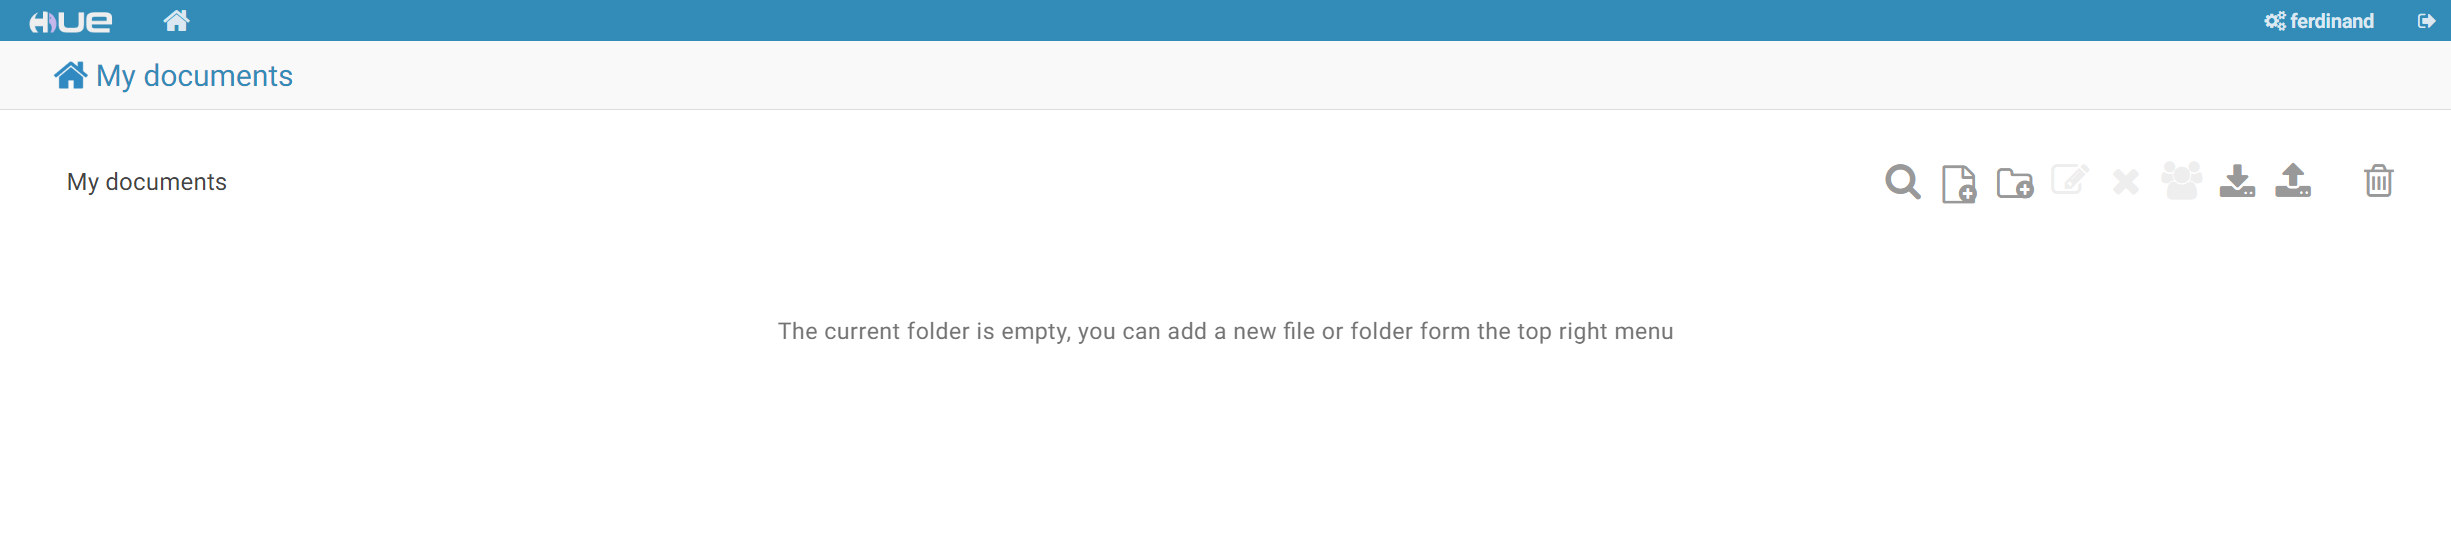 HUE
ferdinand
My documents
My documents
The current folder is empty, you can add a new file or folder form the top right menu